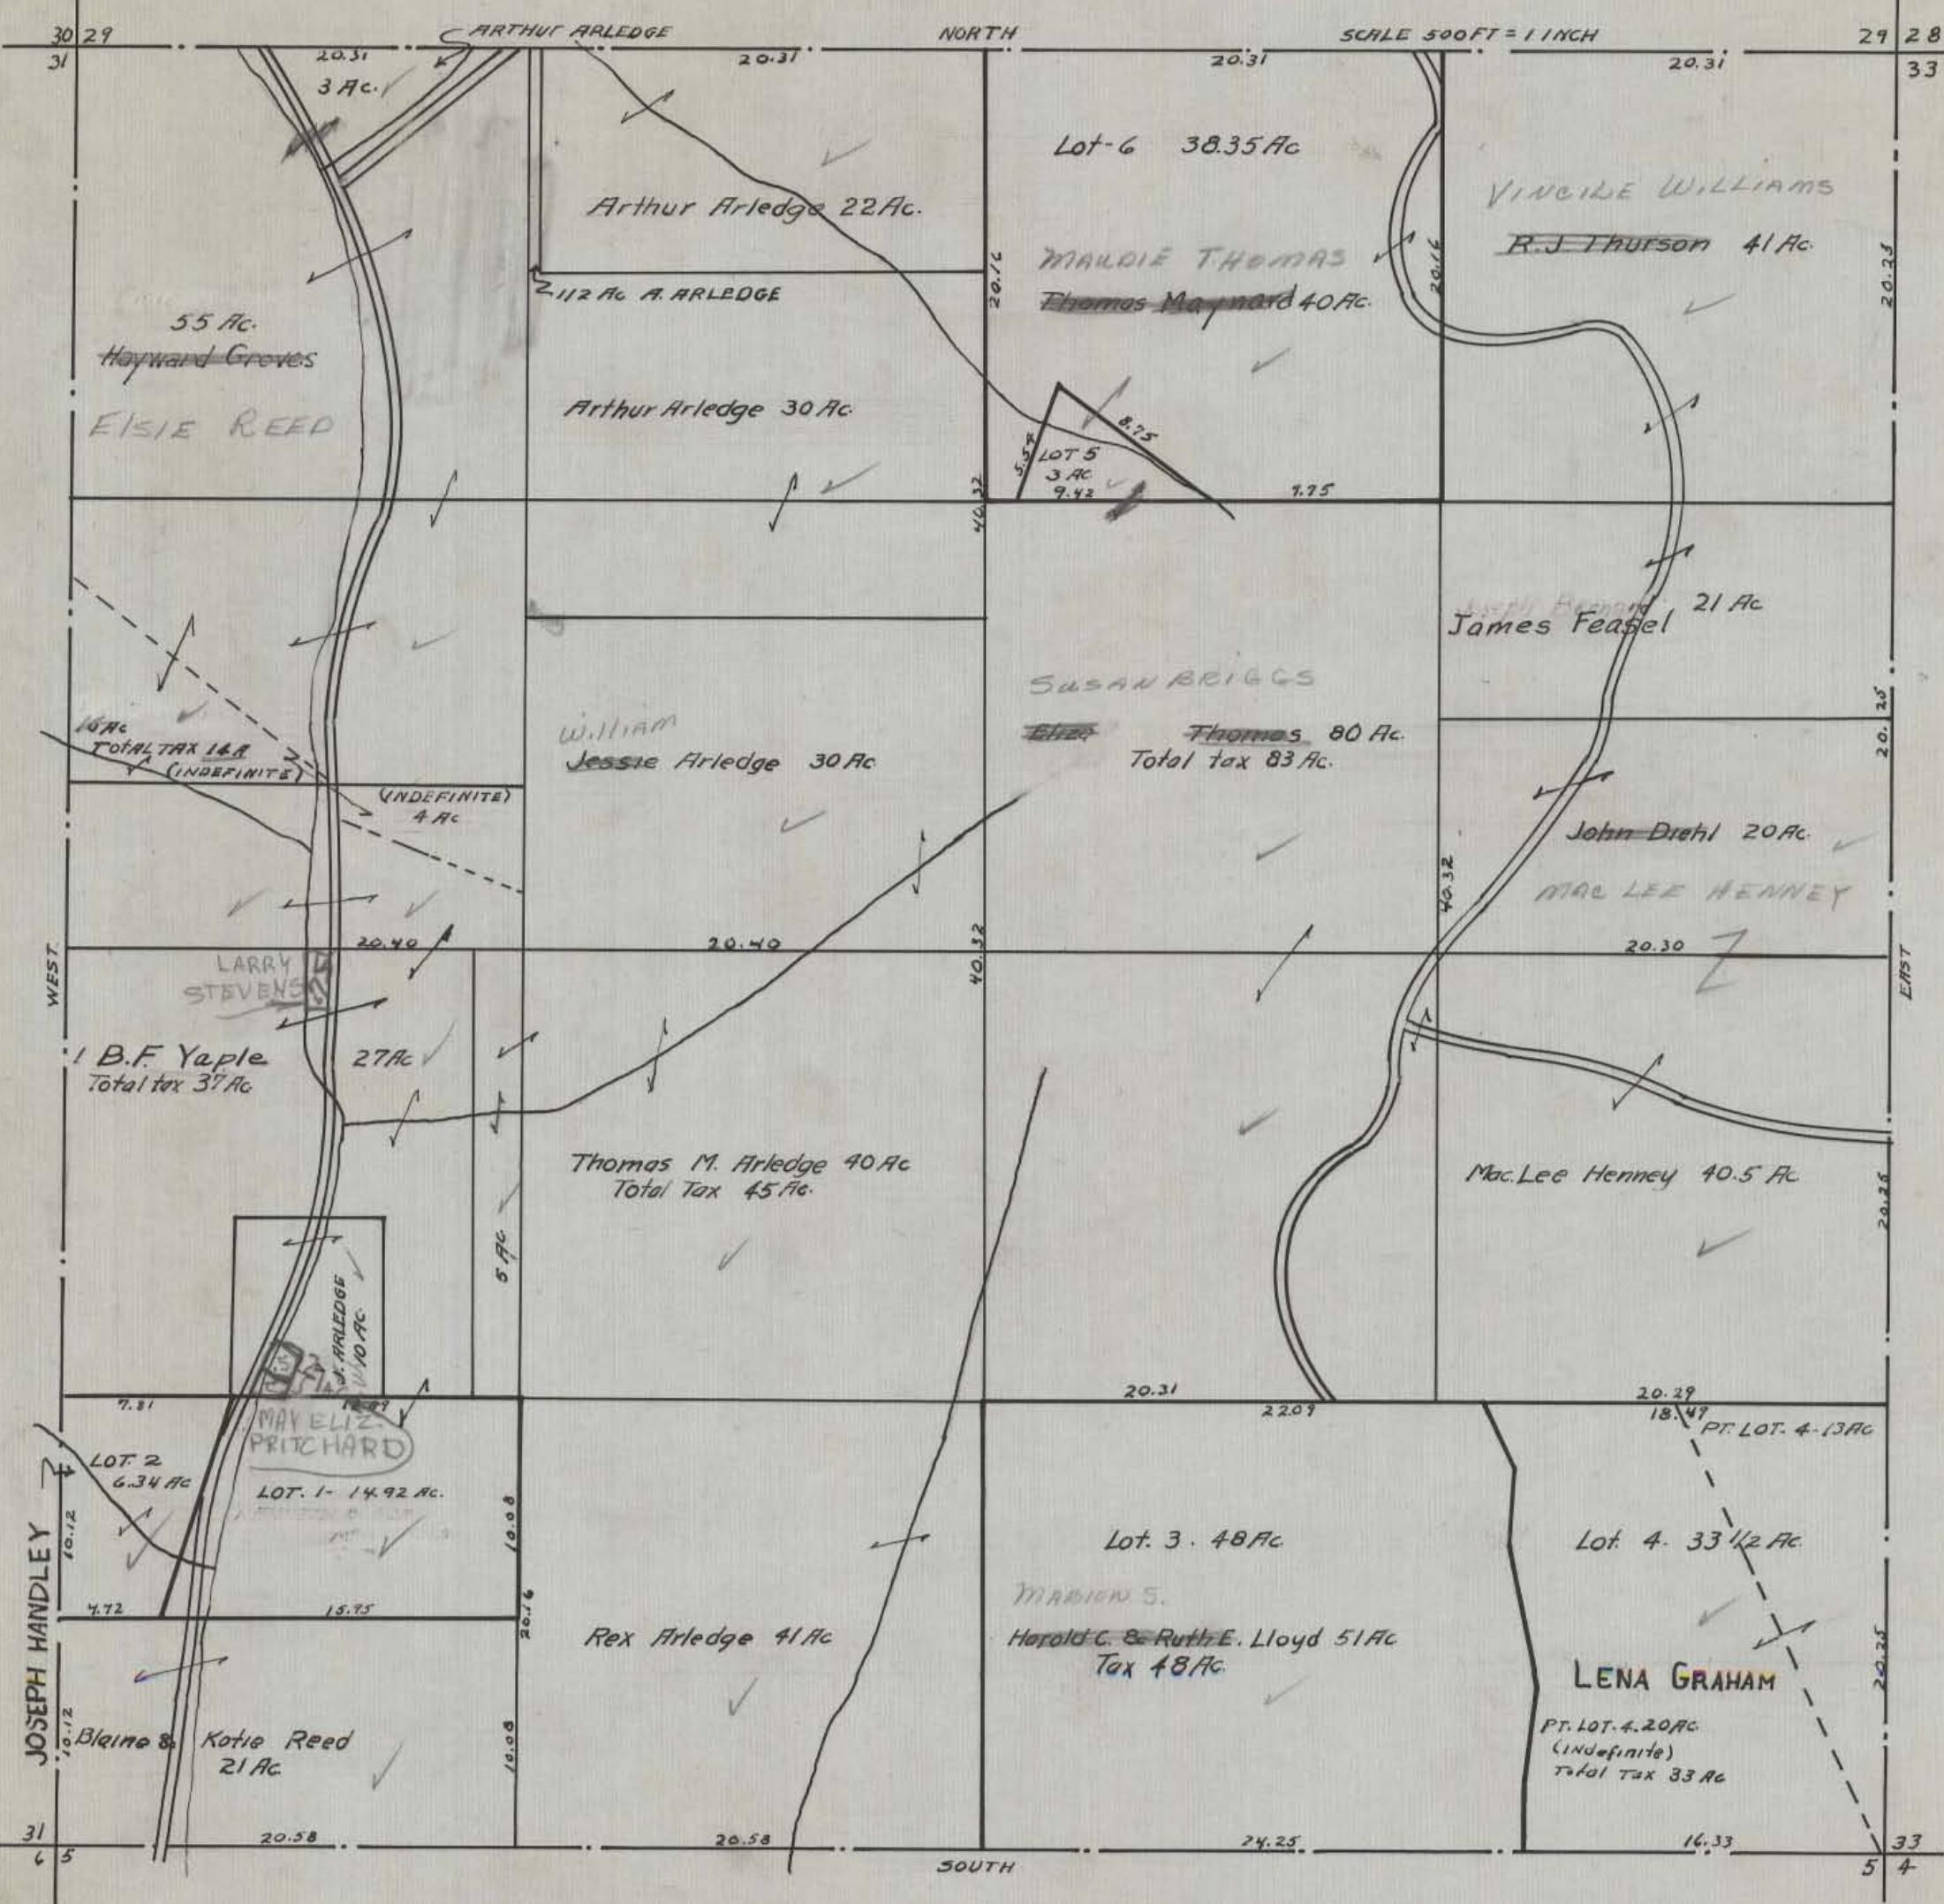 30 29
31
ARTHUR ARLEDGE
NORTH
SCALE 500 FT = 1 INCH
29 28
33
20.31
20.31
20.31
20.31
3 Ac.
Lot-6 38.35 Ac
Arthur Arledge 22 Ac.
VINCILE WILLIAMS
R.J Thurson 41 Ac.
20.16
20.16
20.25
MAUDIE THOMAS
Thomas Maynard 40 Ac.
1 1/2 Ac A. ARLEDGE
55 Ac.
Hayward Groves
ELSIE REED
Arthur Arledge 30 Ac.
5.54
8.75
LOT 5
3 AC
9.42
9.75
40.32
James Feasel
21 Ac
SUSAN BRIGGS
Eliza Thomas 80 Ac.
Total tax 83 Ac.
20.25
16 Ac
TOTAL TAX 14A
(INDEFINITE)
(INDEFINITE)
4 Ac
William
Jessie Arledge 30 Ac
40.32
John Diehl 20 Ac.
MAC LEE HENNEY
WEST
EAST
20.40
20.40
40.32
20.30
LARRY
STEVENS
B.F. Yaple 27 Ac
Total tax 37 Ac.
Thomas M. Arledge 40 Ac
Total Tax 45 Ac.
Mac.Lee Henney 40.5 Ac
20.25
5 AC
J. ARLEDGE
10 AC.
7.81
20.31
22.09
20.29
18.49
PT. LOT. 4-13 Ac
MAY ELIZ.
PRITCHARD
LOT. 2
6.34 Ac
LOT. 1- 14.92 AC.
10.12
10.08
JOSEPH HANDLEY
Lot. 3. 48 Ac.
Lot. 4. 33 1/2 Ac.
MARION S.
Harold C. & Ruth E. Lloyd 51 Ac
Tax 48 Ac.
4.72
15.95
20.16
Rex Arledge 41 Ac
LENA GRAHAM
20.25
PT. LOT. 4. 20 AC.
(INdefinite)
Total Tax 33 Ac
10.12
Blaine & Katie Reed
21 Ac
10.08
31
6 5
20.58
20.58
24.25
16.33
33
5 4
SOUTH